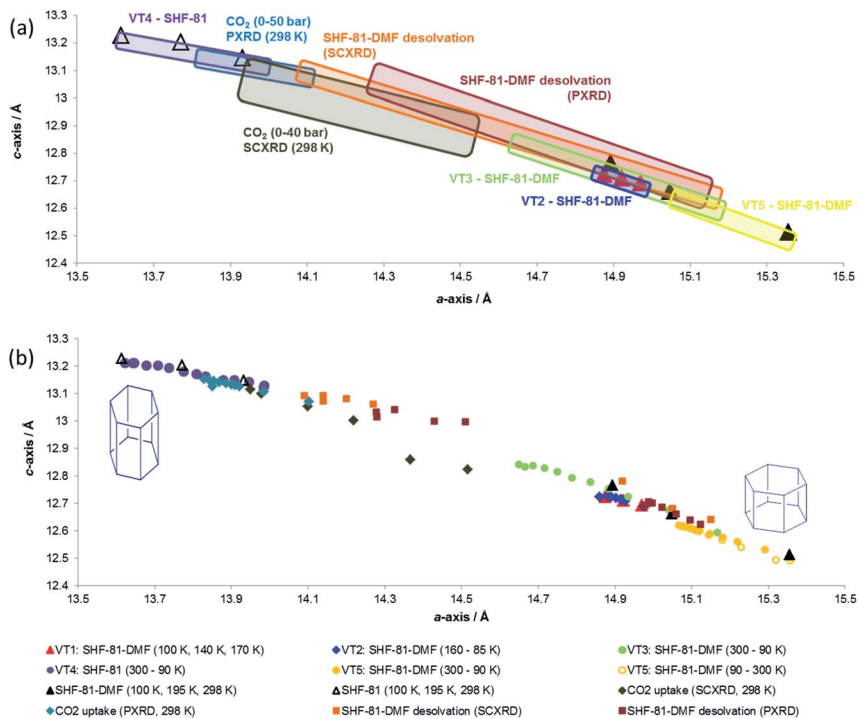 (a)
13.3
13.2
13.1
13
12.9
12.8
12.7
12.6
12.5
12.4
c-axis / Å
VT4 - SHF-81
CO₂ (0-50 bar)
PXRD (298 K)
SHF-81-DMF desolvation
(SCXRD)
SHF-81-DMF desolvation
(PXRD)
CO₂ (0-40 bar)
SCXRD (298 K)
VT3 - SHF-81-DMF
VT2 - SHF-81-DMF
VT5 - SHF-81-DMF
13.5 13.7 13.9 14.1 14.3 14.5 14.7 14.9 15.1 15.3 15.5
a-axis / Å
(b)
13.3
13.2
13.1
13
12.9
12.8
12.7
12.6
12.5
12.4
c-axis / Å
13.5 13.7 13.9 14.1 14.3 14.5 14.7 14.9 15.1 15.3 15.5
a-axis / Å
VT1: SHF-81-DMF (100 K, 140 K, 170 K) VT2: SHF-81-DMF (160 - 85 K) VT3: SHF-81-DMF (300 - 90 K)
VT4: SHF-81 (300 - 90 K) VT5: SHF-81-DMF (300 - 90 K) VT5: SHF-81-DMF (90 - 300 K)
SHF-81-DMF (100 K, 195 K, 298 K) SHF-81 (100 K, 195 K, 298 K) CO2 uptake (SCXRD, 298 K)
CO2 uptake (PXRD, 298 K) SHF-81-DMF desolvation (SCXRD) SHF-81-DMF desolvation (PXRD)